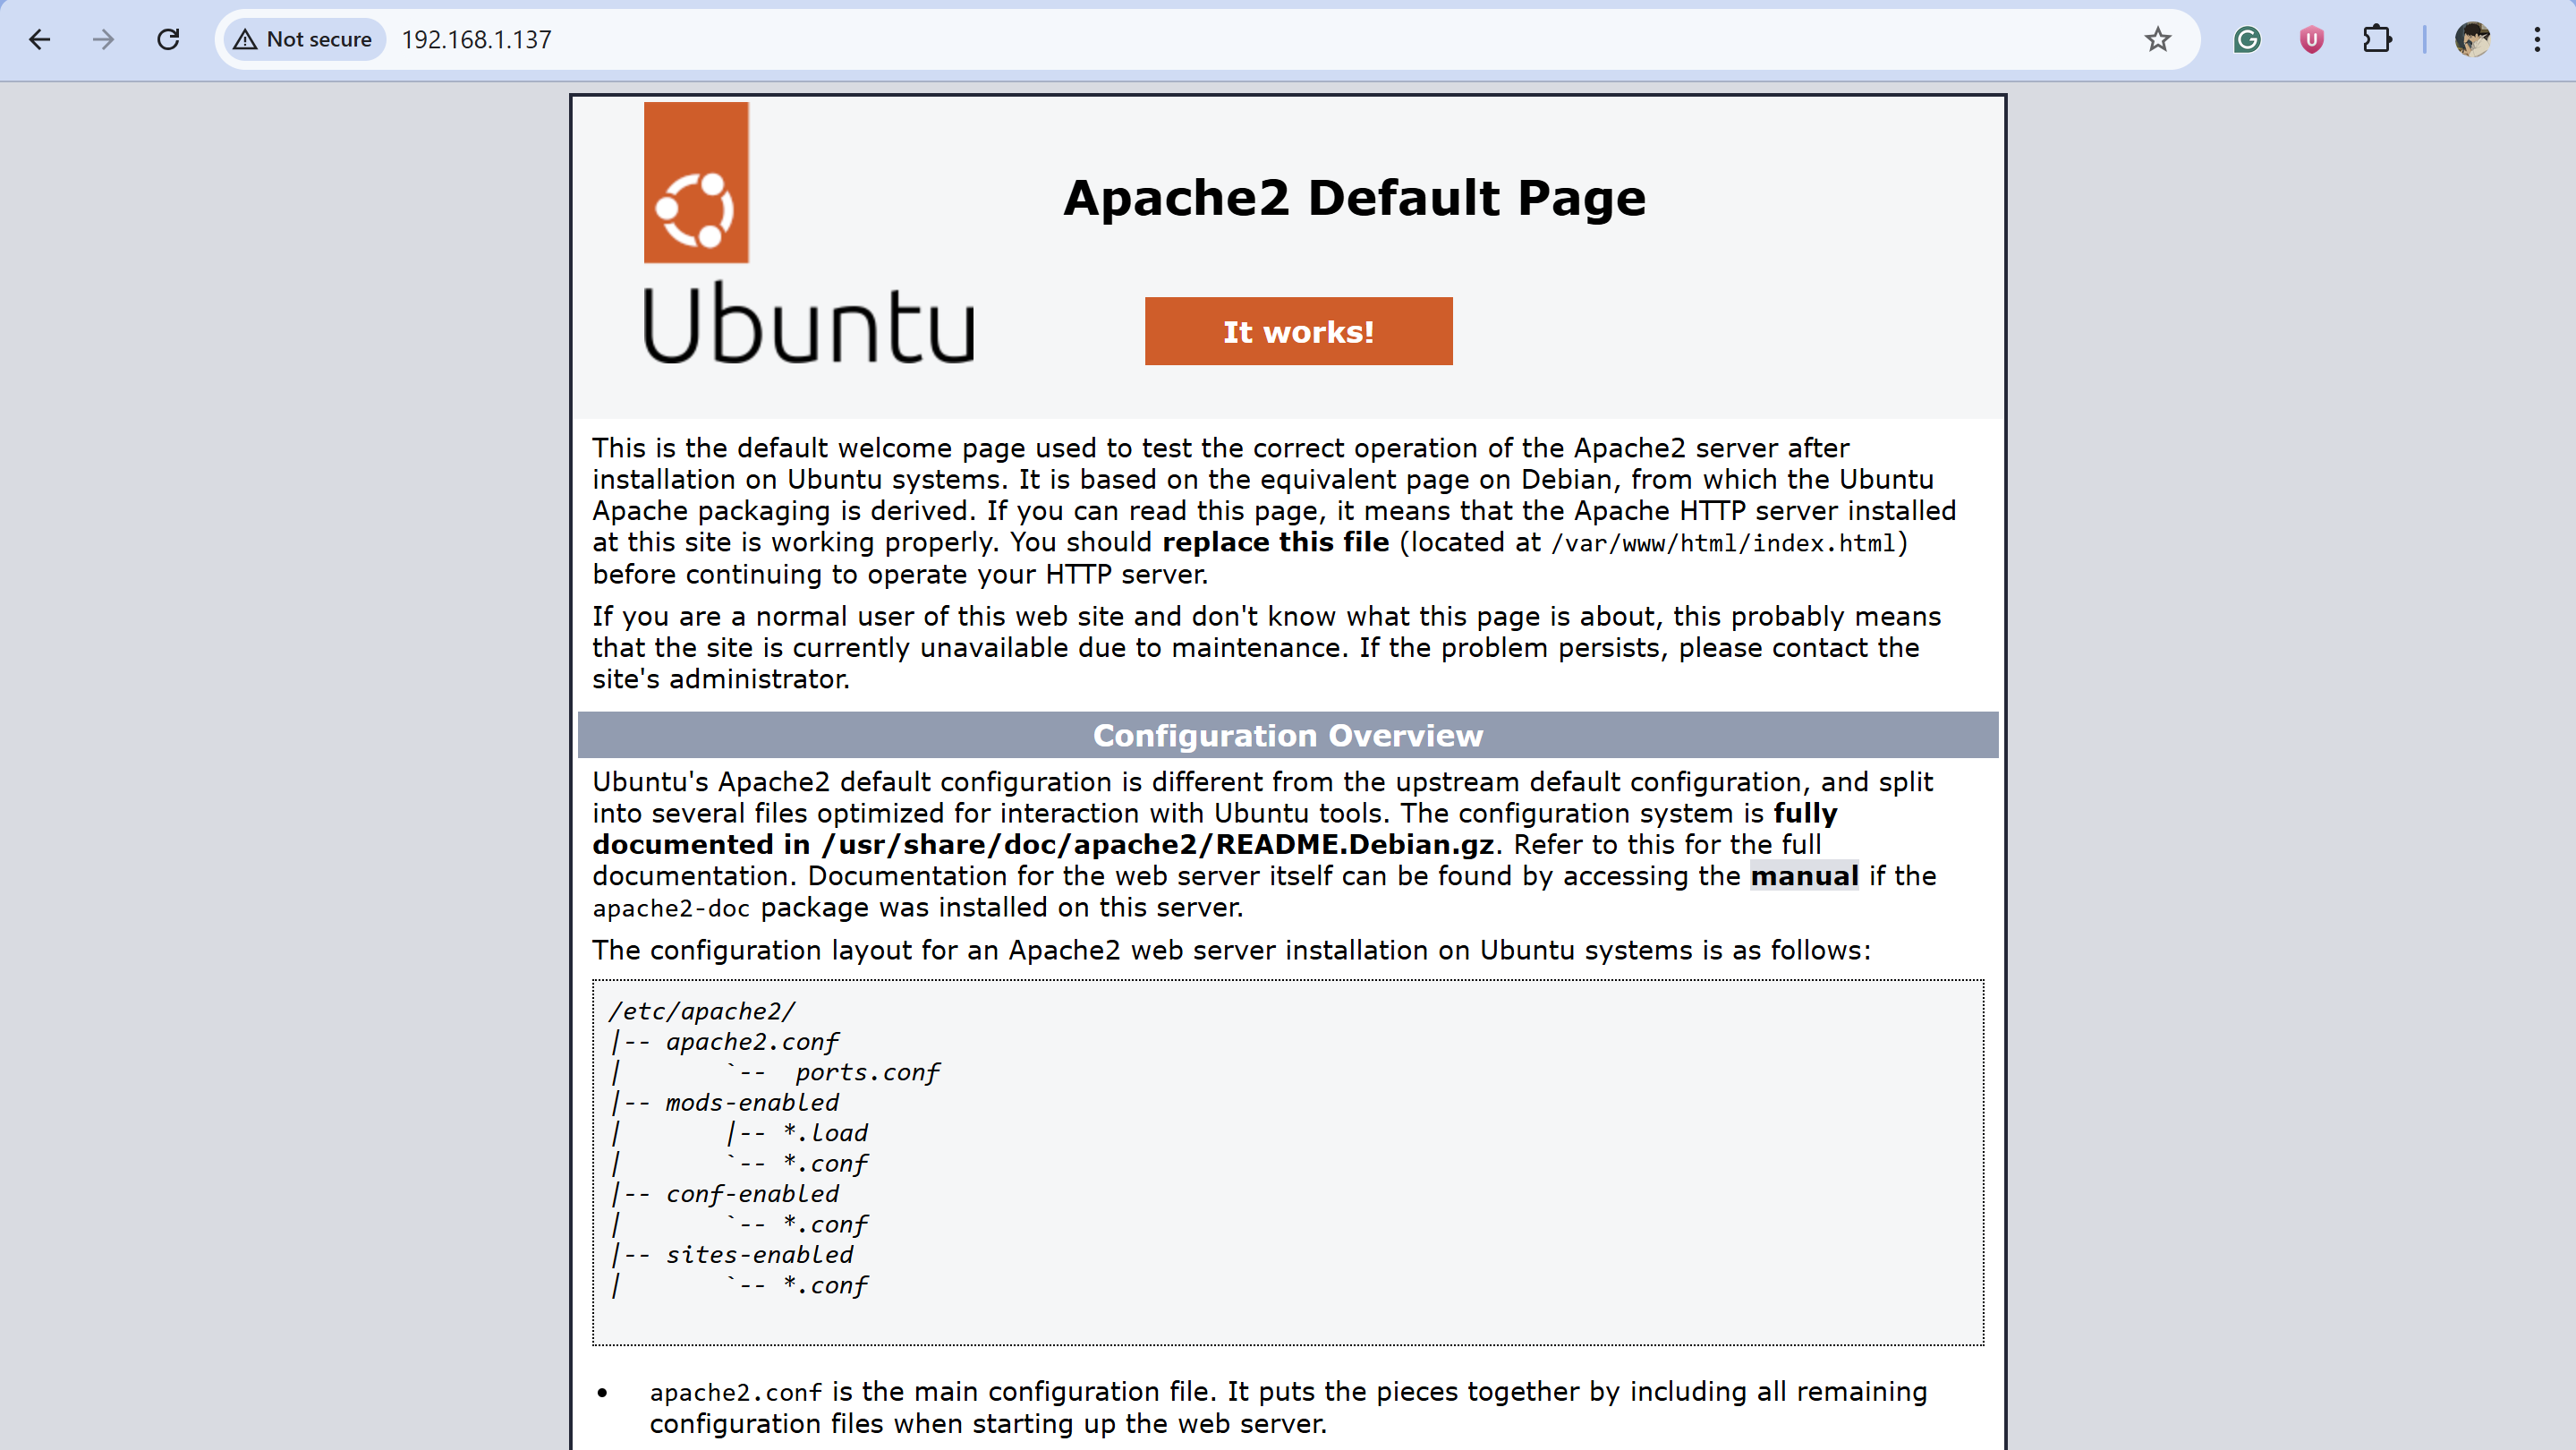 Not secure
192.168.1.137
Apache2 Default Page
Ubuntu
It works!
This is the default welcome page used to test the correct operation of the Apache2 server after
installation on Ubuntu systems. It is based on the equivalent page on Debian, from which the Ubuntu
Apache packaging is derived. If you can read this page, it means that the Apache HTTP server installed
at this site is working properly. You should replace this file (located at /var/www/html/index.html)
before continuing to operate your HTTP server.
If you are a normal user of this web site and don't know what this page is about, this probably means
that the site is currently unavailable due to maintenance. If the problem persists, please contact the
site's administrator.
Configuration Overview
Ubuntu's Apache2 default configuration is different from the upstream default configuration, and split
into several files optimized for interaction with Ubuntu tools. The configuration system is fully
documented in /usr/share/doc/apache2/README.Debian.gz. Refer to this for the full
documentation. Documentation for the web server itself can be found by accessing the manual if the
apache2-doc package was installed on this server.
The configuration layout for an Apache2 web server installation on Ubuntu systems is as follows:
/etc/apache2/
|-- apache2.conf
|       `--  ports.conf
|-- mods-enabled
|       |-- *.load
|       `-- *.conf
|-- conf-enabled
|       `-- *.conf
|-- sites-enabled
|       `-- *.conf
• apache2.conf is the main configuration file. It puts the pieces together by including all remaining
configuration files when starting up the web server.